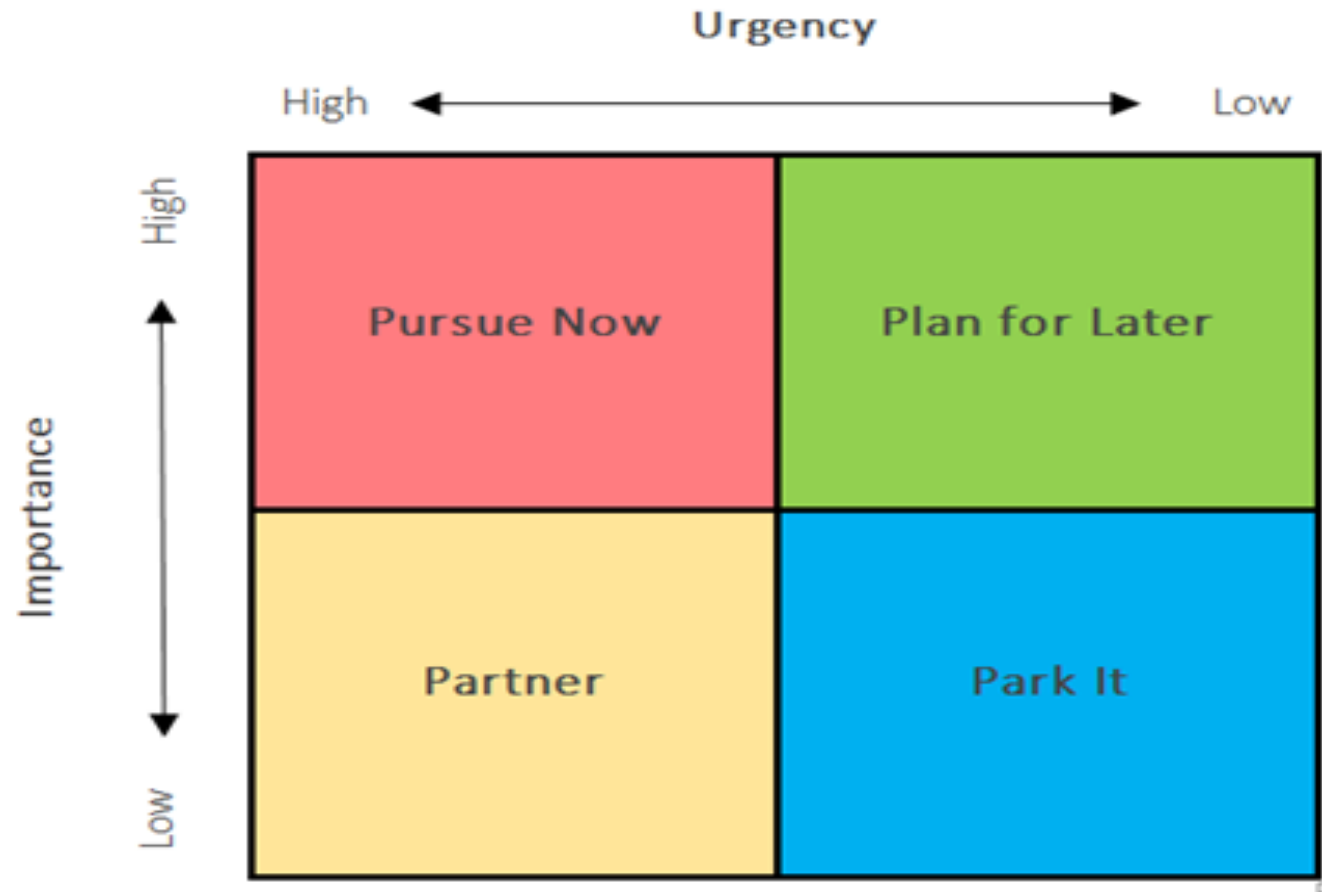 Urgency
High
Low
High
Importance
Low
Pursue Now
Plan for Later
Partner
Park It